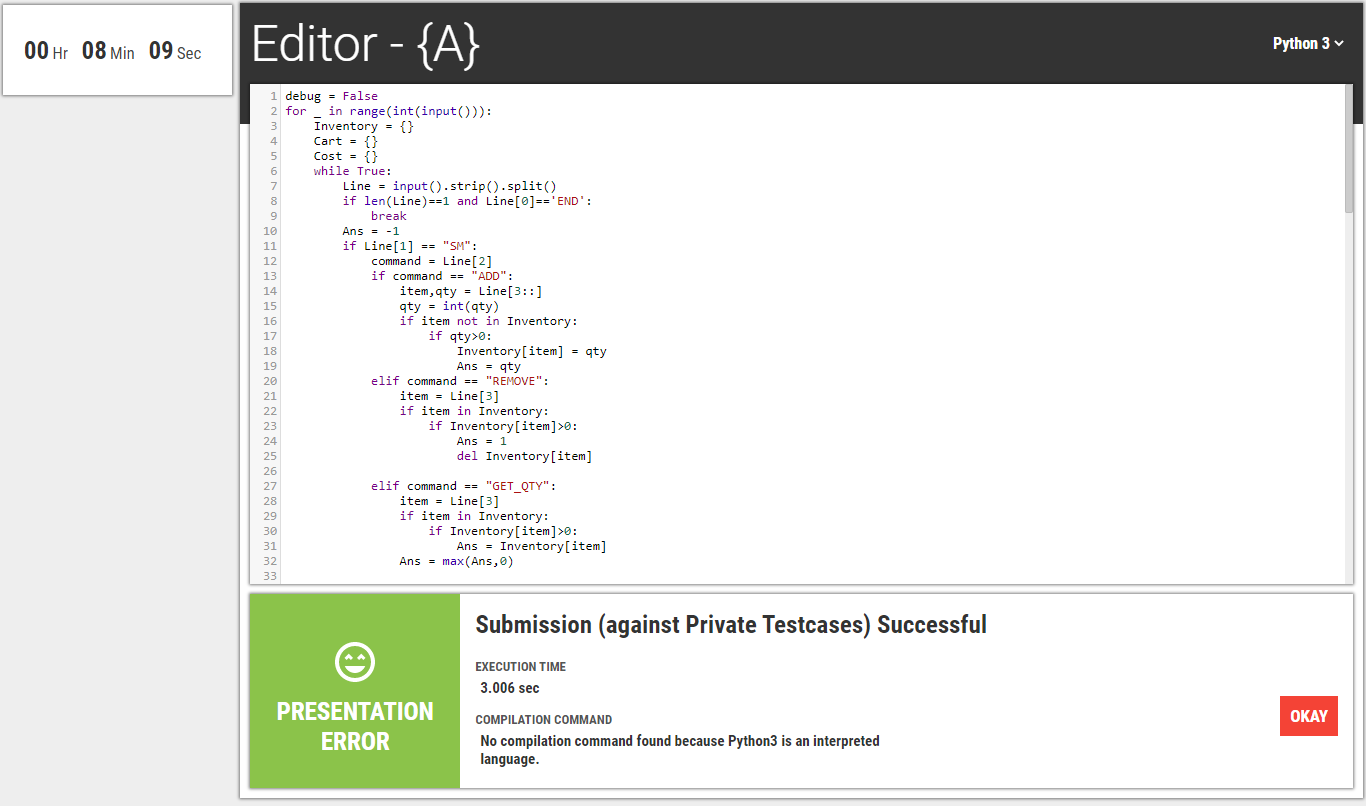 00 Hr 08 Min 09 Sec
Editor - {A}
Python 3
1 debug = False
2 for _ in range(int(input())):
3     Inventory = {}
4     Cart = {}
5     Cost = {}
6     while True:
7         Line = input().strip().split()
8         if len(Line)==1 and Line[0]=='END':
9             break
10         Ans = -1
11         if Line[1] == "SM":
12             command = Line[2]
13             if command == "ADD":
14                 item,qty = Line[3::]
15                 qty = int(qty)
16                 if item not in Inventory:
17                     if qty>0:
18                         Inventory[item] = qty
19                         Ans = qty
20             elif command == "REMOVE":
21                 item = Line[3]
22                 if item in Inventory:
23                     if Inventory[item]>0:
24                         Ans = 1
25                         del Inventory[item]
26
27             elif command == "GET_QTY":
28                 item = Line[3]
29                 if item in Inventory:
30                     if Inventory[item]>0:
31                         Ans = Inventory[item]
32                 Ans = max(Ans,0)
33
PRESENTATION
ERROR
Submission (against Private Testcases) Successful
EXECUTION TIME
3.006 sec
COMPILATION COMMAND
No compilation command found because Python3 is an interpreted
language.
OKAY